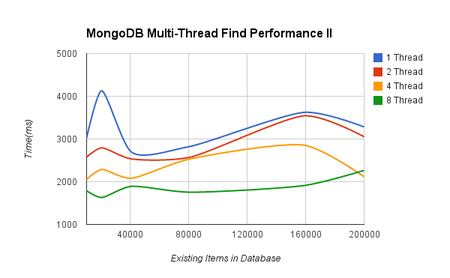 MongoDB Multi-Thread Find Performance II
5000
4000
3000
2000
1000
Time(ms)
40000
80000
120000
160000
200000
Existing Items in Database
1 Thread
2 Thread
4 Thread
8 Thread